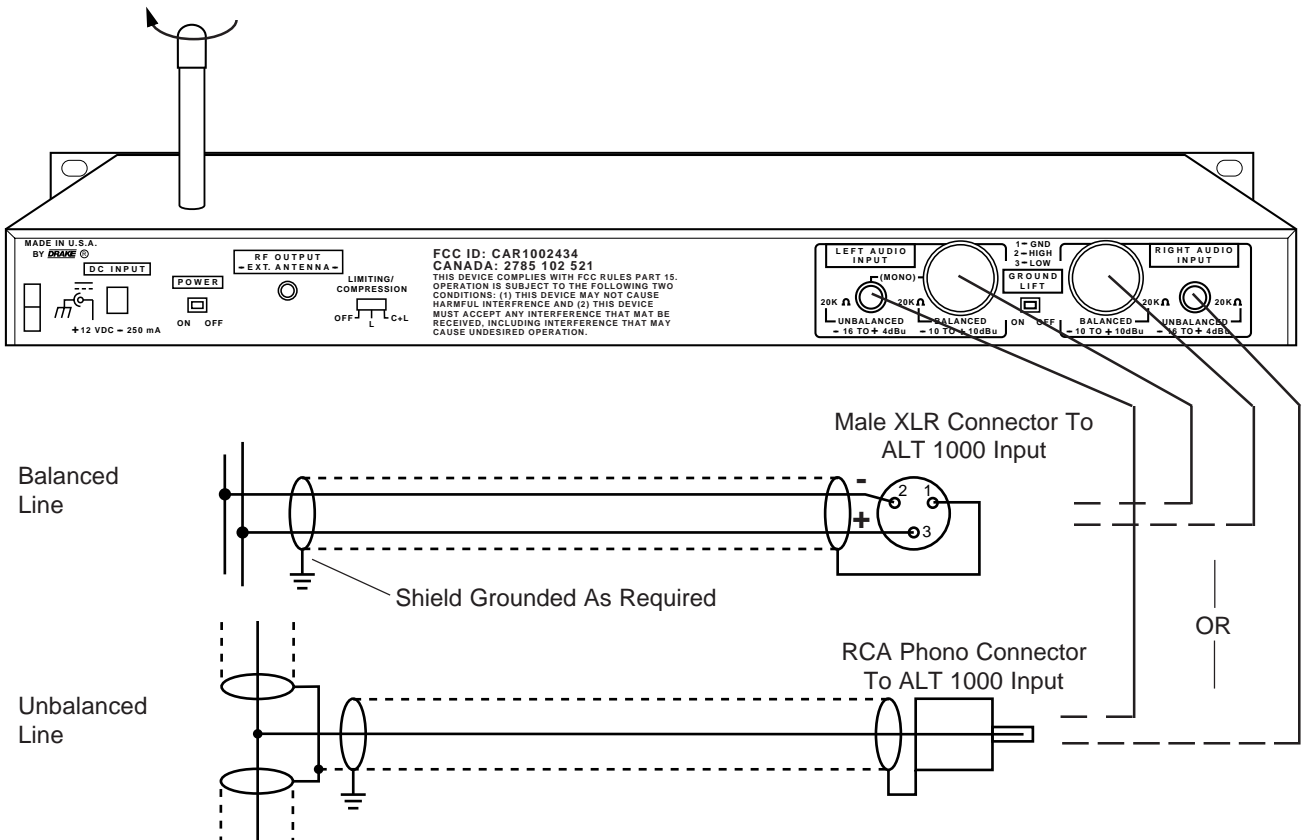 MADE IN U.S.A.
BY DRAKE ®
DC INPUT
+12 VDC - 250 mA
POWER
ON OFF
RF OUTPUT
- EXT. ANTENNA -
LIMITING/
COMPRESSION
OFF L C+L
FCC ID: CAR1002434
CANADA: 2785 102 521
THIS DEVICE COMPLIES WITH FCC RULES PART 15.
OPERATION IS SUBJECT TO THE FOLLOWING TWO
CONDITIONS: (1) THIS DEVICE MAY NOT CAUSE
HARMFUL INTERFRENCE AND (2) THIS DEVICE
MUST ACCEPT ANY INTERFERENCE THAT MAT BE
RECEIVED, INCLUDING INTERFERENCE THAT MAY
CAUSE UNDESIRED OPERATION.
LEFT AUDIO
INPUT
(MONO)
20K Ω 20K Ω
UNBALANCED
- 16 TO + 4dBu
BALANCED
- 10 TO + 10dBu
1 - GND
2 - HIGH
3 - LOW
GROUND
LIFT
ON OFF
RIGHT AUDIO
INPUT
20K Ω 20K Ω
BALANCED
- 10 TO + 10dBu
UNBALANCED
- 16 TO + 4dBu
Male XLR Connector To
ALT 1000 Input
Balanced
Line
-
+
2 1
3
Shield Grounded As Required
OR
RCA Phono Connector
To ALT 1000 Input
Unbalanced
Line